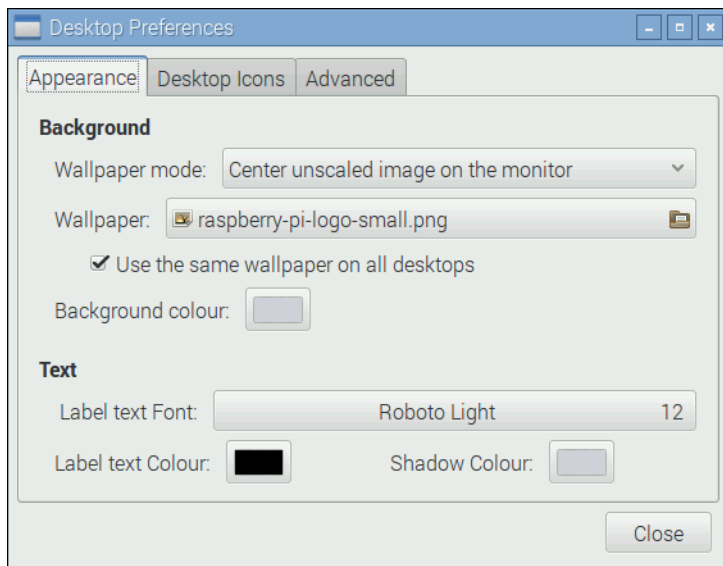 Desktop Preferences
Appearance Desktop Icons Advanced
Background
Wallpaper mode: Center unscaled image on the monitor
Wallpaper: raspberry-pi-logo-small.png
Use the same wallpaper on all desktops
Background colour:
Text
Label text Font: Roboto Light 12
Label text Colour: Shadow Colour:
Close